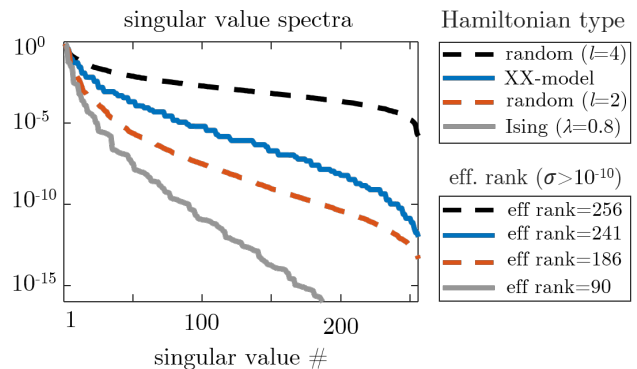 singular value spectra
Hamiltonian type
10⁰
10⁻⁵
10⁻¹⁰
10⁻¹⁵
1
100
200
singular value #
random (l=4)
XX-model
random (l=2)
Ising (λ=0.8)
eff. rank (σ>10⁻¹⁰)
eff rank=256
eff rank=241
eff rank=186
eff rank=90